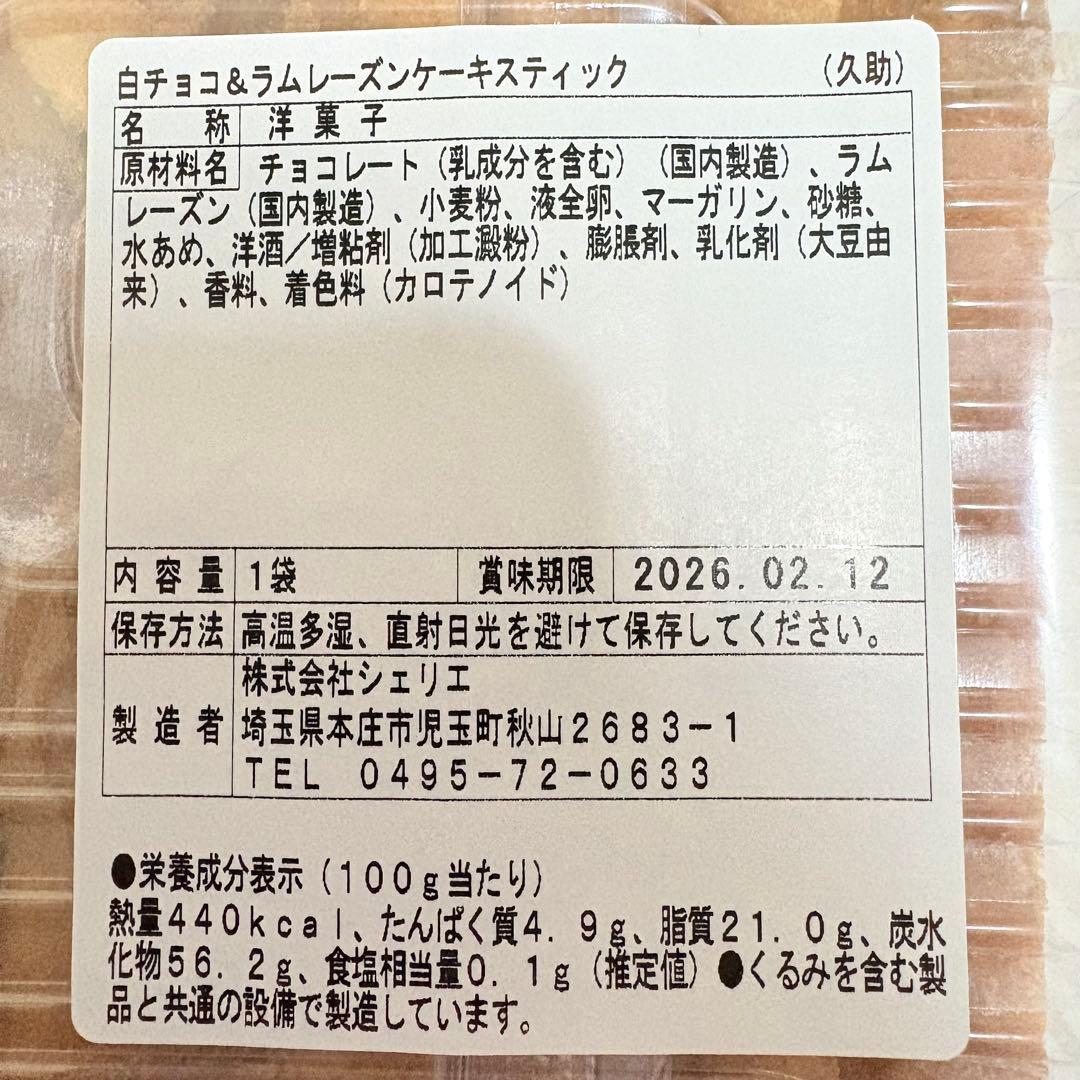 白チョコ&ラムレーズンケーキスティック （久助）
名 称 洋菓子
原材料名 チョコレート（乳成分を含む）（国内製造）、ラム
レーズン（国内製造）、小麦粉、液全卵、マーガリン、砂糖、
水あめ、洋酒／増粘剤（加工澱粉）、膨脹剤、乳化剤（大豆由
来）、香料、着色料（カロテノイド）
内容量 1袋 賞味期限 2026.02.12
保存方法 高温多湿、直射日光を避けて保存してください。
株式会社シェリエ
製造者 埼玉県本庄市児玉町秋山２６８３－１
ＴＥＬ ０４９５－７２－０６３３
●栄養成分表示（１００ｇ当たり）
熱量４４０ｋｃａｌ、たんぱく質４．９ｇ、脂質２１．０ｇ、炭水
化物５６．２ｇ、食塩相当量０．１ｇ（推定値）●くるみを含む製
品と共通の設備で製造しています。